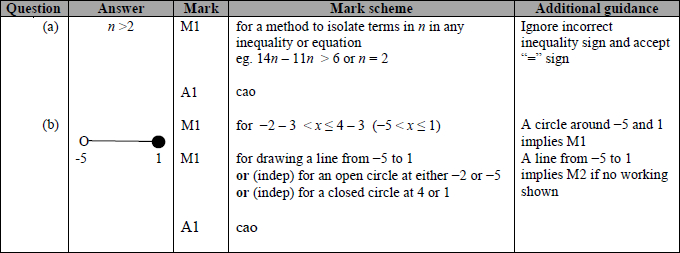 Question Answer Mark Mark scheme Additional guidance
(a) n >2 M1 for a method to isolate terms in n in any Ignore incorrect
inequality or equation inequality sign and accept
eg. 14n – 11n > 6 or n = 2 “=” sign
A1 cao
(b) M1 for –2 – 3 < x ≤ 4 – 3 (–5 < x ≤ 1) A circle around –5 and 1
implies M1
-5 1 M1 for drawing a line from –5 to 1 A line from –5 to 1
or (indep) for an open circle at either –2 or –5 implies M2 if no working
or (indep) for a closed circle at 4 or 1 shown
A1 cao